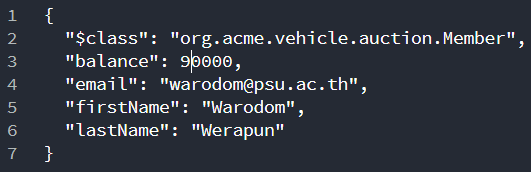 1 {
2 "$class": "org.acme.vehicle.auction.Member",
3 "balance": 90000,
4 "email": "warodom@psu.ac.th",
5 "firstName": "Warodom",
6 "lastName": "Werapun"
7 }